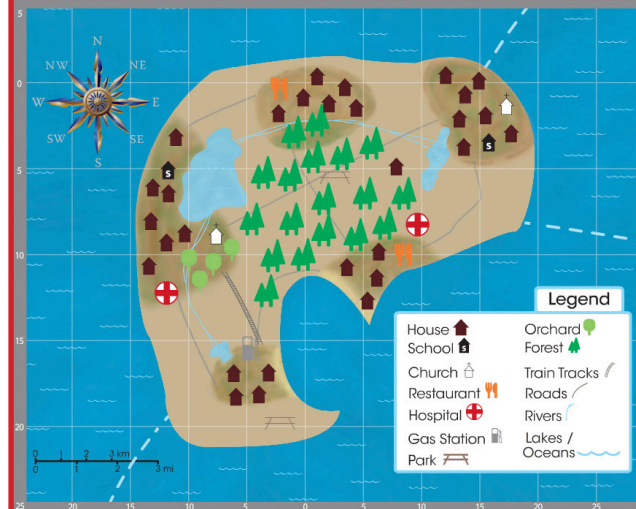 5
0
5
10
15
20
N
NW
NE
W
E
SW
SE
S
S
S
0 1 2 3 km
0 1 2 3 mi
25 20 15 10 5 0 5 10 15 20 25
Legend
House
School S
Church
Restaurant
Hospital
Gas Station
Park
Orchard
Forest
Train Tracks
Roads
Rivers
Lakes /
Oceans